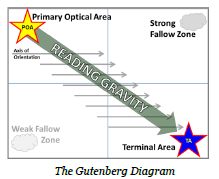 POA
Primary Optical Area
Strong
Fallow Zone
Axis of
Orientation
READING GRAVITY
Weak Fallow
Zone
Terminal Area
TA
The Gutenberg Diagram